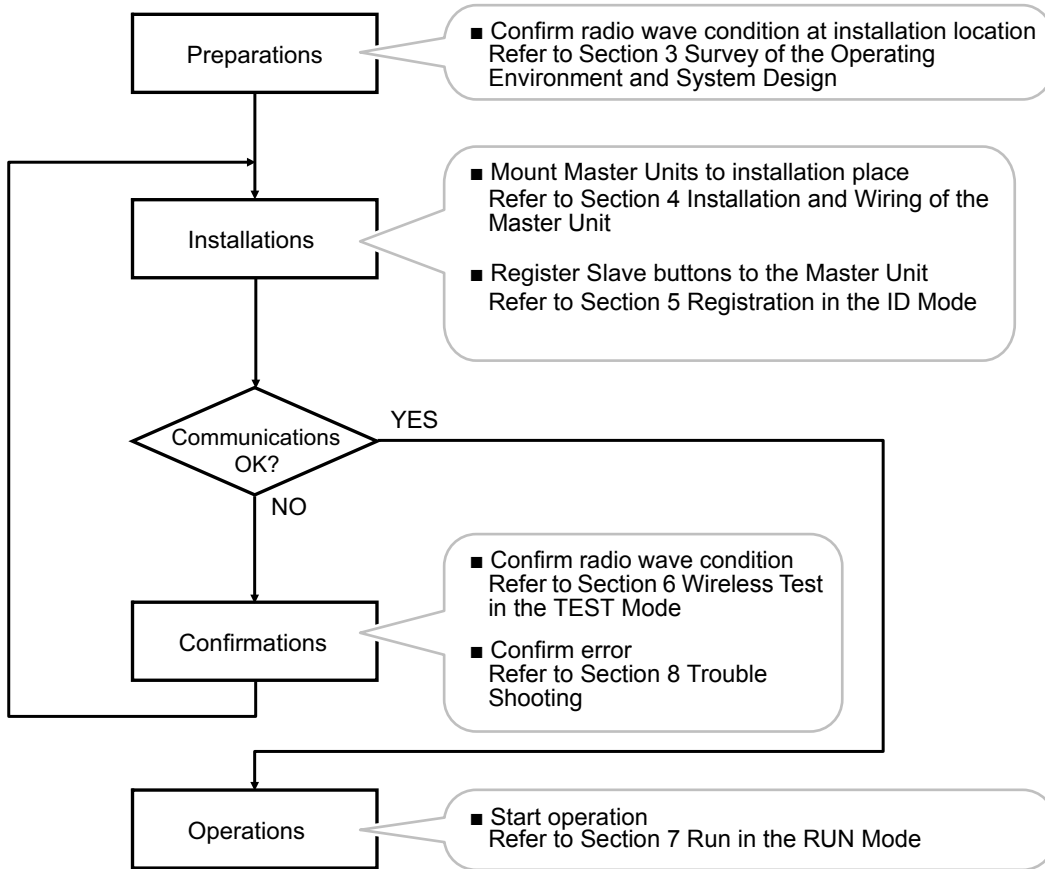 Preparations
■ Confirm radio wave condition at installation location
Refer to Section 3 Survey of the Operating
Environment and System Design
Installations
■ Mount Master Units to installation place
Refer to Section 4 Installation and Wiring of the
Master Unit
■ Register Slave buttons to the Master Unit
Refer to Section 5 Registration in the ID Mode
Communications
OK?
YES
NO
Confirmations
■ Confirm radio wave condition
Refer to Section 6 Wireless Test
in the TEST Mode
■ Confirm error
Refer to Section 8 Trouble
Shooting
Operations
■ Start operation
Refer to Section 7 Run in the RUN Mode